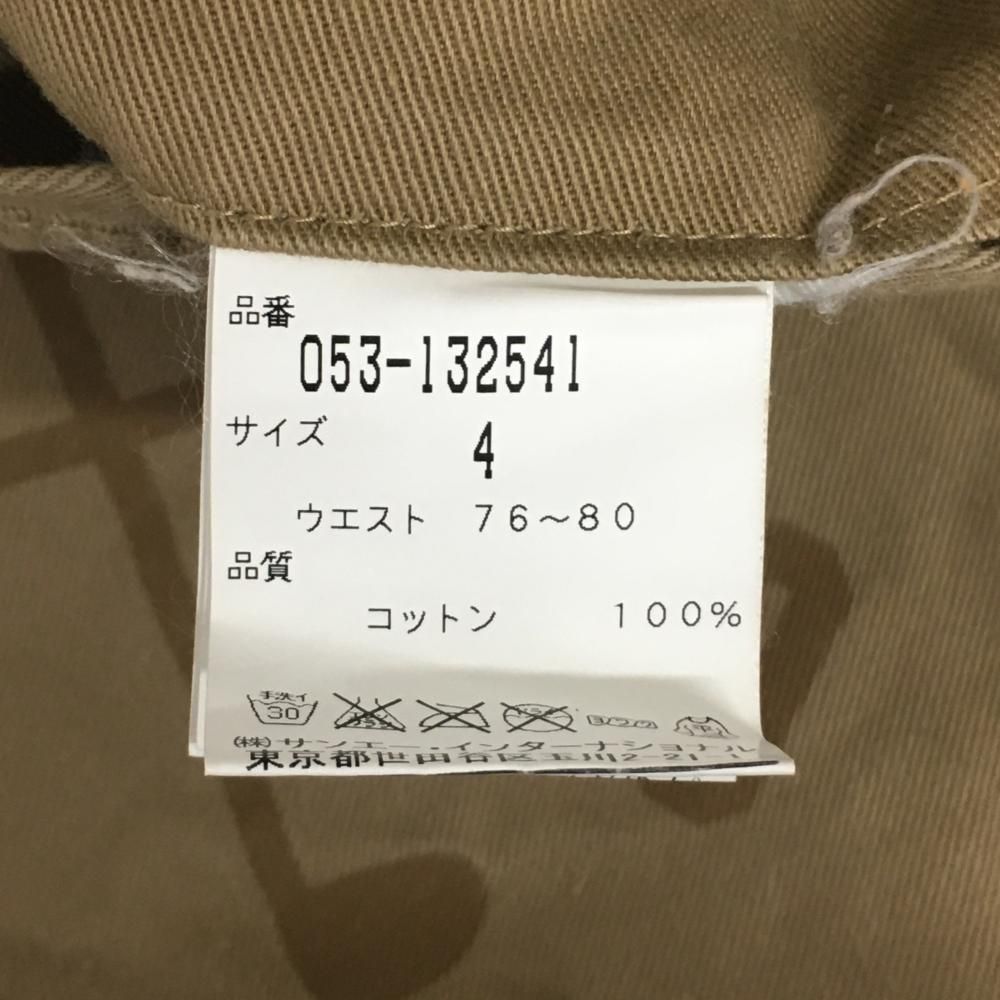 品番
053-132541
サイズ
4
ウエスト 76~80
品質
コットン 100%
手洗イ
30
平
(株)サンエー・インターナショナル
東京都世田谷区玉川2-21-1